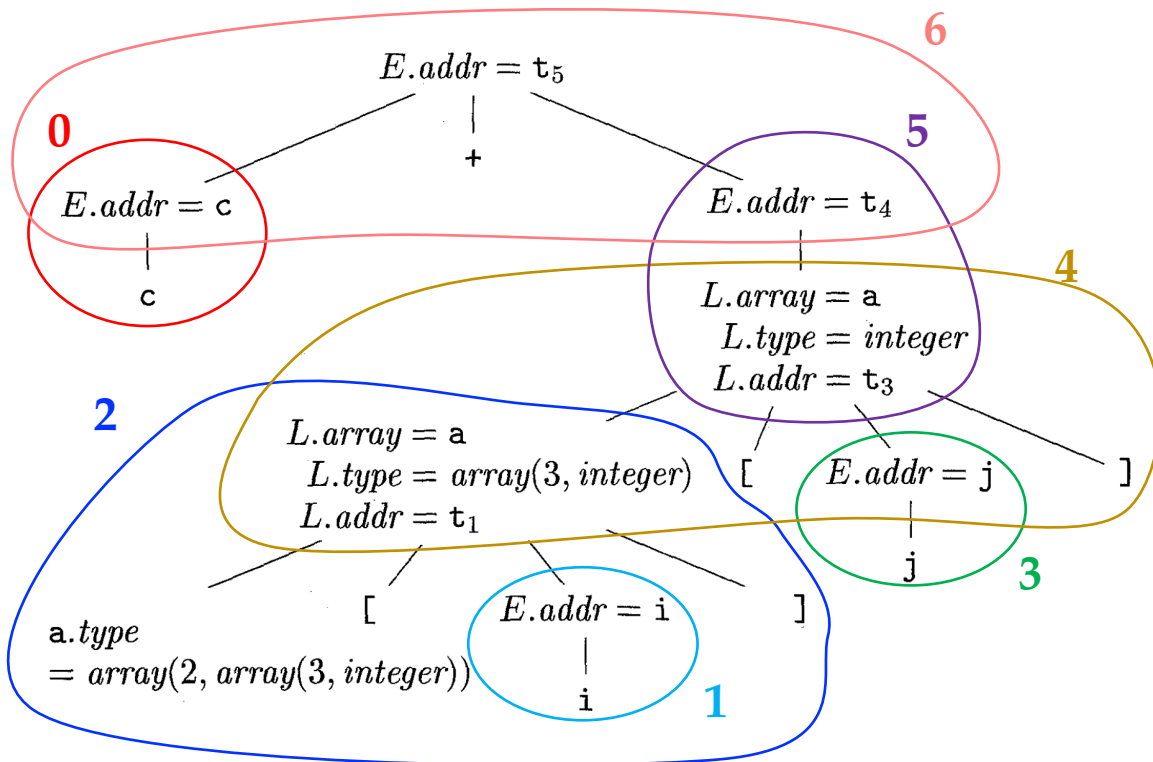 6
E.addr = t₅
0
5
+
E.addr = c
E.addr = t₄
4
c
L.array = a
L.type = integer
L.addr = t₃
2
L.array = a
L.type = array(3, integer)
L.addr = t₁
[
E.addr = j
]
j
3
[
E.addr = i
]
a.type
= array(2, array(3, integer))
i
1